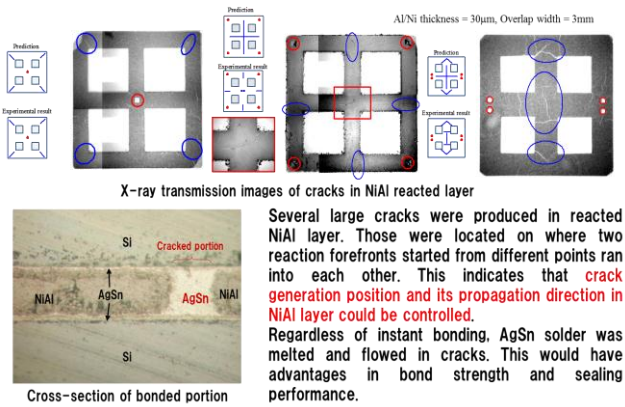 Al/Ni thickness = 30μm, Overlap width = 3mm
Prediction
Experimental result
Prediction
Experimental result
Prediction
Experimental result
X-ray transmission images of cracks in NiAl reacted layer
Si
Cracked portion
NiAl
AgSn
AgSn
NiAl
Si
Cross-section of bonded portion
Several large cracks were produced in reacted
NiAl layer. Those were located on where two
reaction forefronts started from different points ran
into each other. This indicates that crack
generation position and its propagation direction in
NiAl layer could be controlled.
Regardless of instant bonding, AgSn solder was
melted and flowed in cracks. This would have
advantages in bond strength and sealing
performance.